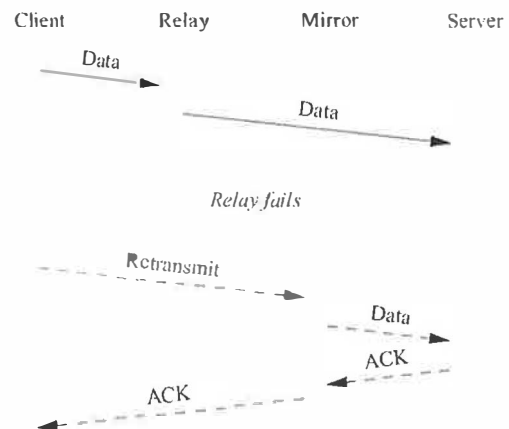 Client Relay Mirror Server
Data
Data
Relay fails
Retransmit
Data
ACK
ACK